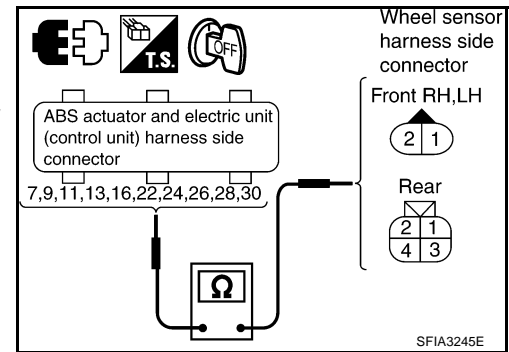 T.S.
OFF
Wheel sensor
harness side
connector
Front RH,LH
2 1
Rear
2 1
4 3
ABS actuator and electric unit
(control unit) harness side
connector
7,9,11,13,16,22,24,26,28,30
Ω
SFIA3245E